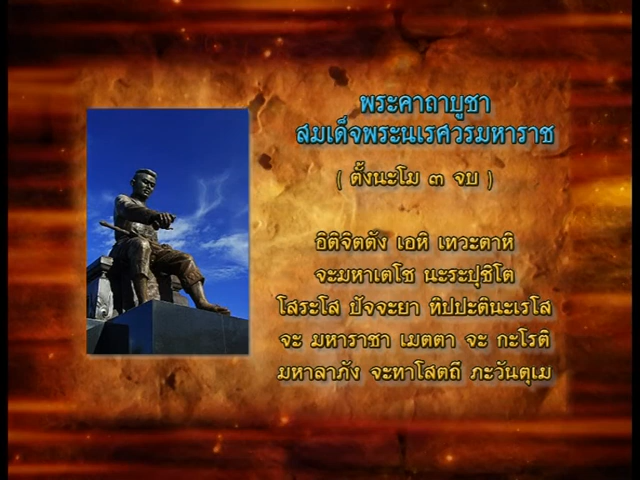 พระคาถาบูชา
สมเด็จพระนเรศวรมหาราช
( ตั้งนะโม ๓ จบ )
อิติจิตตัง เอหิ เทวะตาหิ
จะมหาเตโช นะระปุชิโต
โสระโส ปัจจะยา ทิปปะตินะเรโส
จะ มหาราชา เมตตา จะ กะโรติ
มหาลาภัง จะทาโสตถี ภะวันตุเม